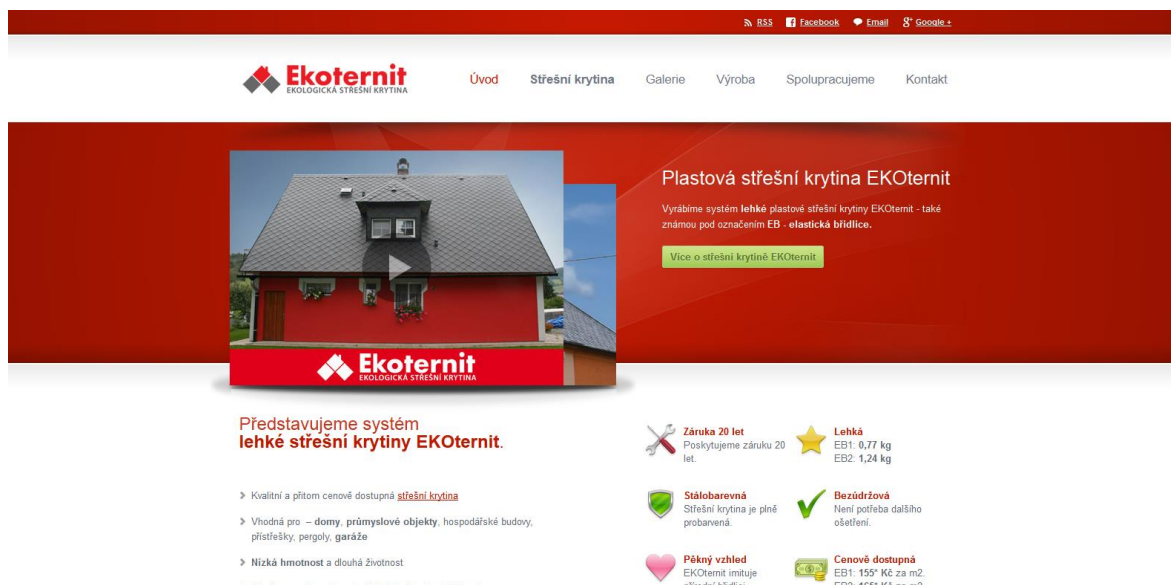 RSS Facebook Email Google +
Ekoternit
EKOLOGICKÁ STŘEŠNÍ KRYTINA
Úvod Střešní krytina Galerie Výroba Spolupracujeme Kontakt
Plastová střešní krytina EKOternit
Vyrábíme systém lehké plastové střešní krytiny EKOternit - také
známou pod označením EB - elastická břidlice.
Více o střešní krytině EKOternit
Ekoternit
EKOLOGICKÁ STŘEŠNÍ KRYTINA
Představujeme systém
lehké střešní krytiny EKOternit.
Kvalitní a přitom cenově dostupná střešní krytina
Vhodná pro – domy, průmyslové objekty, hospodářské budovy,
přístřešky, pergoly, garáže
Nízká hmotnost a dlouhá životnost
Záruka 20 let
Poskytujeme záruku 20
let.
Lehká
EB1: 0,77 kg
EB2: 1,24 kg
Stálobarevná
Střešní krytina je plně
probarvená.
Bezúdržová
Není potřeba dalšího
ošetření.
Pěkný vzhled
EKOternit imituje
přírodní břidlici
Cenově dostupná
EB1: 155* Kč za m2.